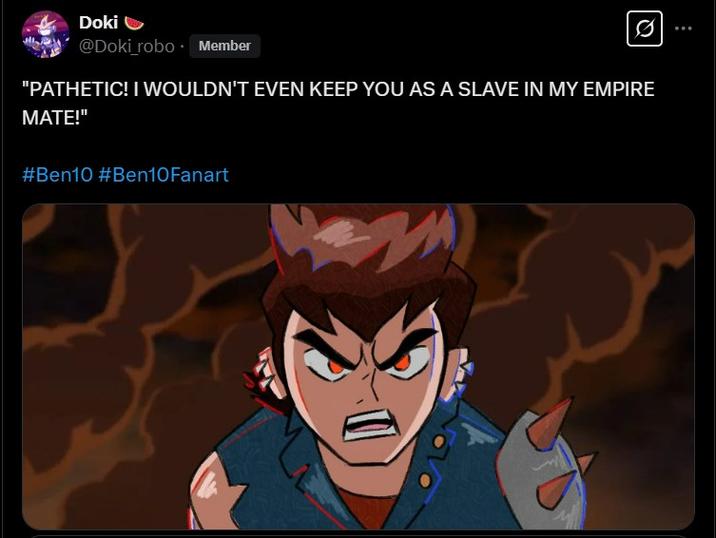 Doki 🍉
@Doki_robo · Member
"PATHETIC! I WOULDN'T EVEN KEEP YOU AS A SLAVE IN MY EMPIRE
MATE!"
#Ben10 #Ben10Fanart